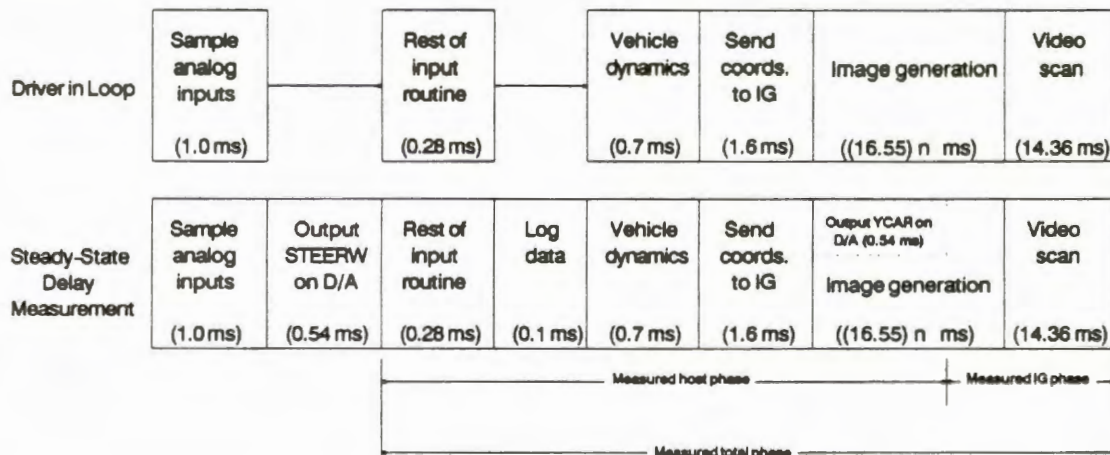 Driver in Loop
Sample
analog
inputs
(1.0 ms)
Rest of
input
routine
(0.28 ms)
Vehicle
dynamics
(0.7 ms)
Send
coords.
to IG
(1.6 ms)
Image generation
((16.55) n ms)
Video
scan
(14.36 ms)
Steady-State
Delay
Measurement
Sample
analog
inputs
(1.0 ms)
Output
STEERW
on D/A
(0.54 ms)
Rest of
input
routine
(0.28 ms)
Log
data
(0.1 ms)
Vehicle
dynamics
(0.7 ms)
Send
coords.
to IG
(1.6 ms)
Output YCAR on
D/A (0.54 ms)
Image generation
((16.55) n ms)
Video
scan
(14.36 ms)
Measured host phase
Measured IG phase
Measured total phase